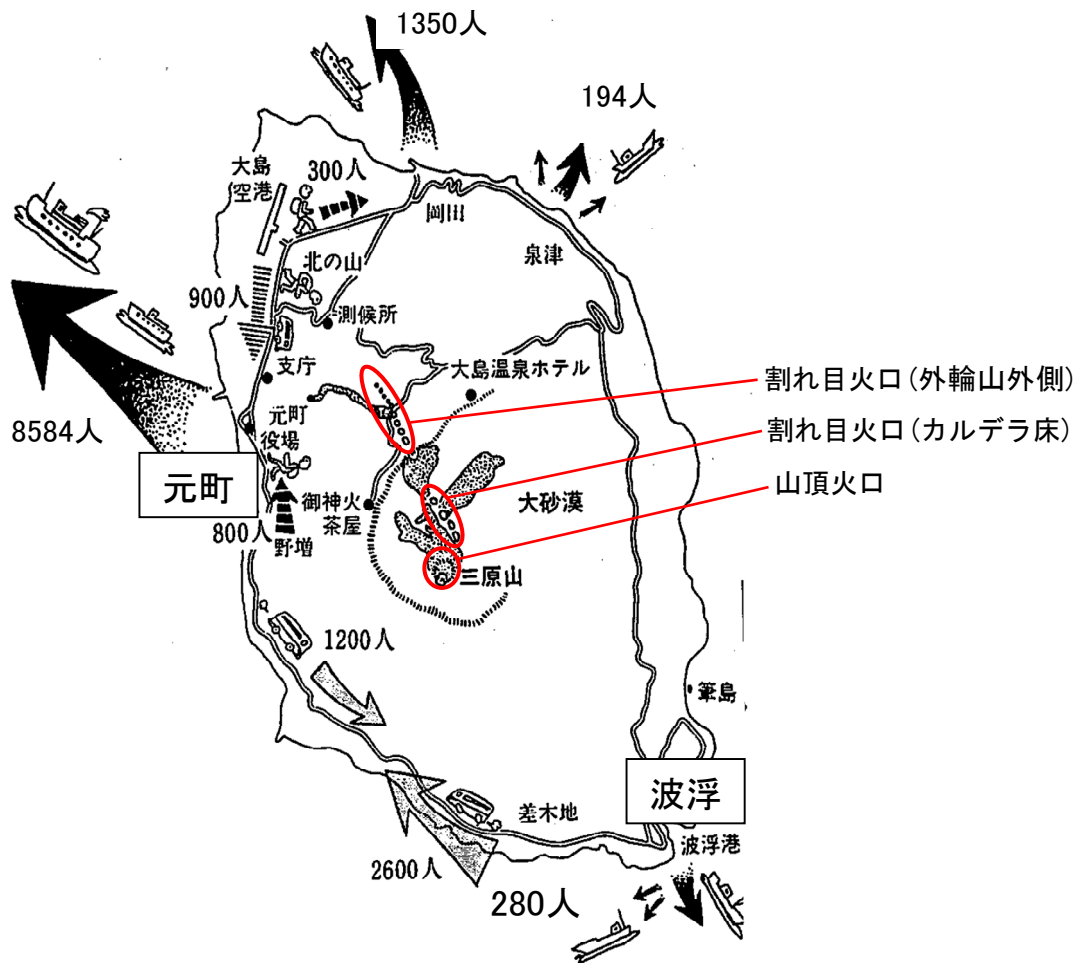 1350人
194人
大島
空港
300人
岡田
泉津
北の山
900人
測候所
支庁
大島温泉ホテル
割れ目火口(外輪山外側)
8584人
元町
役場
割れ目火口(カルデラ床)
元町
山頂火口
御神火
茶屋
大砂漠
800人
野増
三原山
1200人
筆島
波浮
差木地
波浮港
2600人
280人